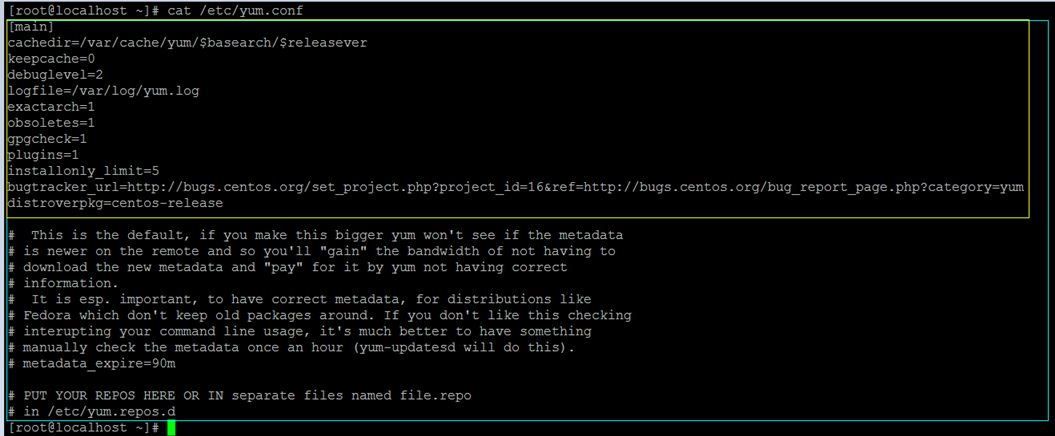 [root@localhost ~]# cat /etc/yum.conf
[main]
cachedir=/var/cache/yum/$basearch/$releasever
keepcache=0
debuglevel=2
logfile=/var/log/yum.log
exactarch=1
obsoletes=1
gpgcheck=1
plugins=1
installonly_limit=5
bugtracker_url=http://bugs.centos.org/set_project.php?project_id=16&ref=http://bugs.centos.org/bug_report_page.php?category=yum
distroverpkg=centos-release

#  This is the default, if you make this bigger yum won't see if the metadata
# is newer on the remote and so you'll "gain" the bandwidth of not having to
# download the new metadata and "pay" for it by yum not having correct
# information.
#  It is esp. important, to have correct metadata, for distributions like
# Fedora which don't keep old packages around. If you don't like this checking
# interupting your command line usage, it's much better to have something
# manually check the metadata once an hour (yum-updatesd will do this).
# metadata_expire=90m

# PUT YOUR REPOS HERE OR IN separate files named file.repo
# in /etc/yum.repos.d
[root@localhost ~]#